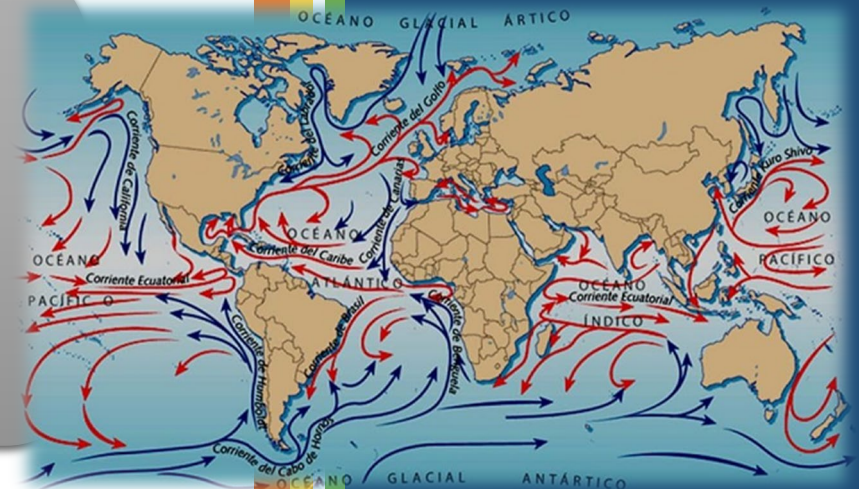 OCÉANO GLACIAL ÁRTICO
Corriente del Labrador
Corriente del Golfo
Corriente de California
Corriente de Canarias
Corriente Kuro Shivo
OCÉANO
PACÍFICO
OCÉANO
ATLÁNTICO
Corriente del Caribe
OCÉANO
PACÍFICO
Corriente Ecuatorial
OCÉANO
Corriente Ecuatorial
ÍNDICO
Corriente de Humboldt
Corriente de Brasil
Corriente de Benguela
Corriente del Cabo de Hornos
OCÉANO GLACIAL ANTÁRTICO